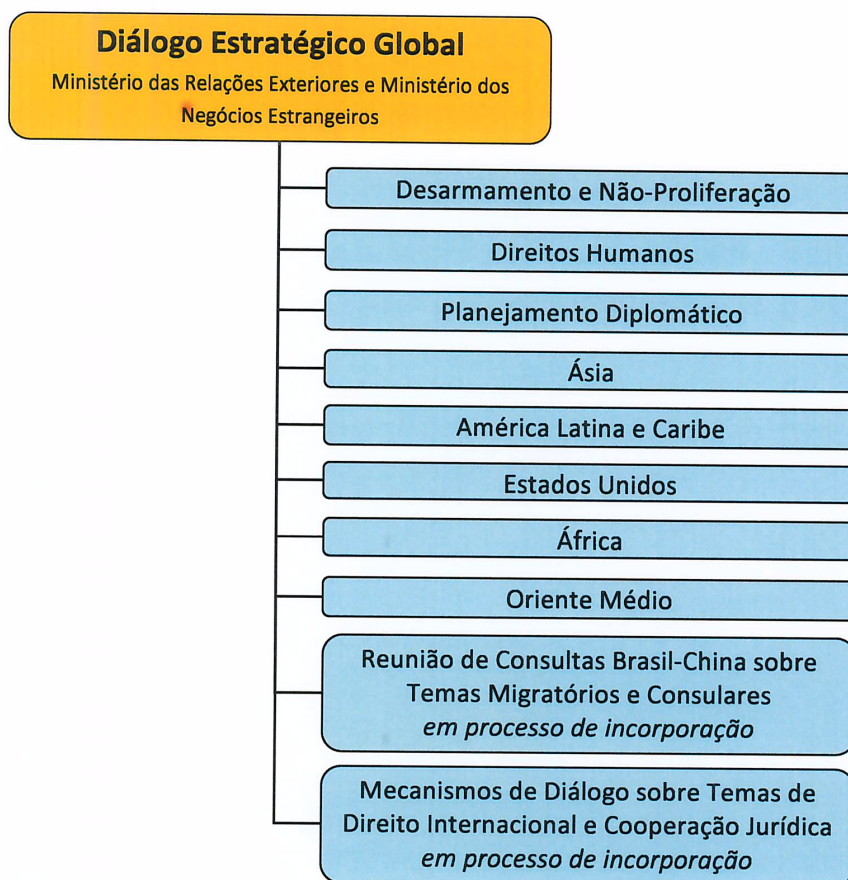 Diálogo Estratégico Global
Ministério das Relações Exteriores e Ministério dos
Negócios Estrangeiros
Desarmamento e Não-Proliferação
Direitos Humanos
Planejamento Diplomático
Ásia
América Latina e Caribe
Estados Unidos
África
Oriente Médio
Reunião de Consultas Brasil-China sobre
Temas Migratórios e Consulares
em processo de incorporação
Mecanismos de Diálogo sobre Temas de
Direito Internacional e Cooperação Jurídica
em processo de incorporação